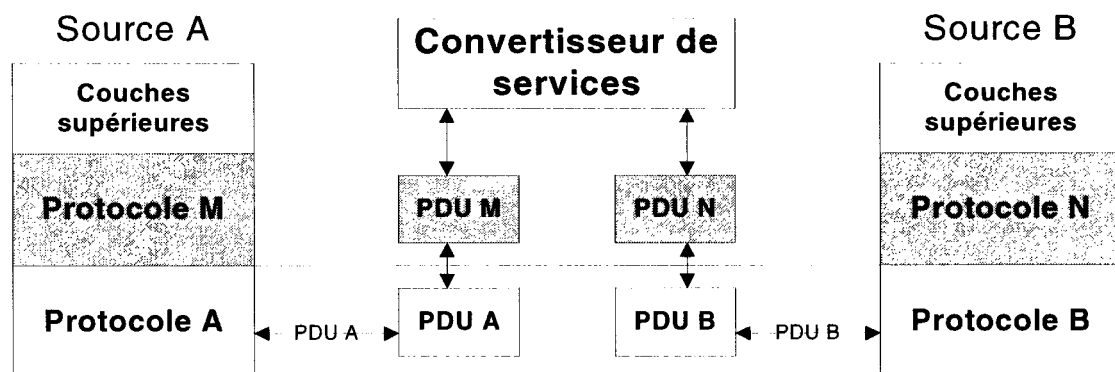 Source A
Convertisseur de
services
Source B
Couches
supérieures
Couches
supérieures
Protocole M
PDU M
PDU N
Protocole N
Protocole A
PDU A
PDU A
PDU B
PDU B
Protocole B